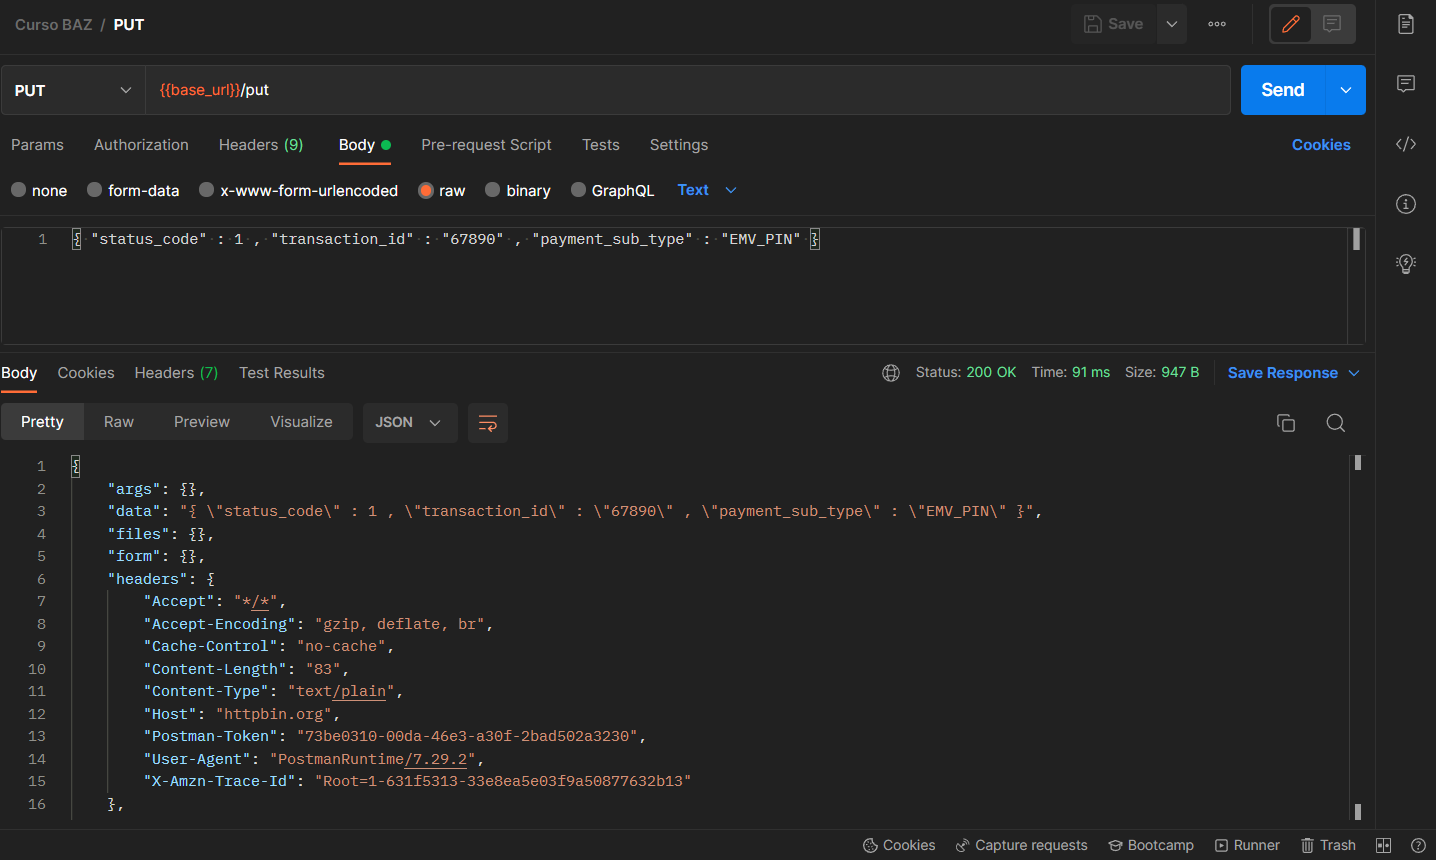 Curso BAZ / PUT
Save
PUT
{{base_url}}/put
Send
Params Authorization Headers (9) Body Pre-request Script Tests Settings Cookies
none form-data x-www-form-urlencoded raw binary GraphQL Text
1 { "status_code" : 1 , "transaction_id" : "67890" , "payment_sub_type" : "EMV_PIN" }
Body Cookies Headers (7) Test Results Status: 200 OK Time: 91 ms Size: 947 B Save Response
Pretty Raw Preview Visualize JSON
1 {
2 "args": {},
3 "data": "{ \"status_code\" : 1 , \"transaction_id\" : \"67890\" , \"payment_sub_type\" : \"EMV_PIN\" }",
4 "files": {},
5 "form": {},
6 "headers": {
7 "Accept": "*/*",
8 "Accept-Encoding": "gzip, deflate, br",
9 "Cache-Control": "no-cache",
10 "Content-Length": "83",
11 "Content-Type": "text/plain",
12 "Host": "httpbin.org",
13 "Postman-Token": "73be0310-00da-46e3-a30f-2bad502a3230",
14 "User-Agent": "PostmanRuntime/7.29.2",
15 "X-Amzn-Trace-Id": "Root=1-631f5313-33e8ea5e03f9a50877632b13"
16 },
Cookies Capture requests Bootcamp Runner Trash